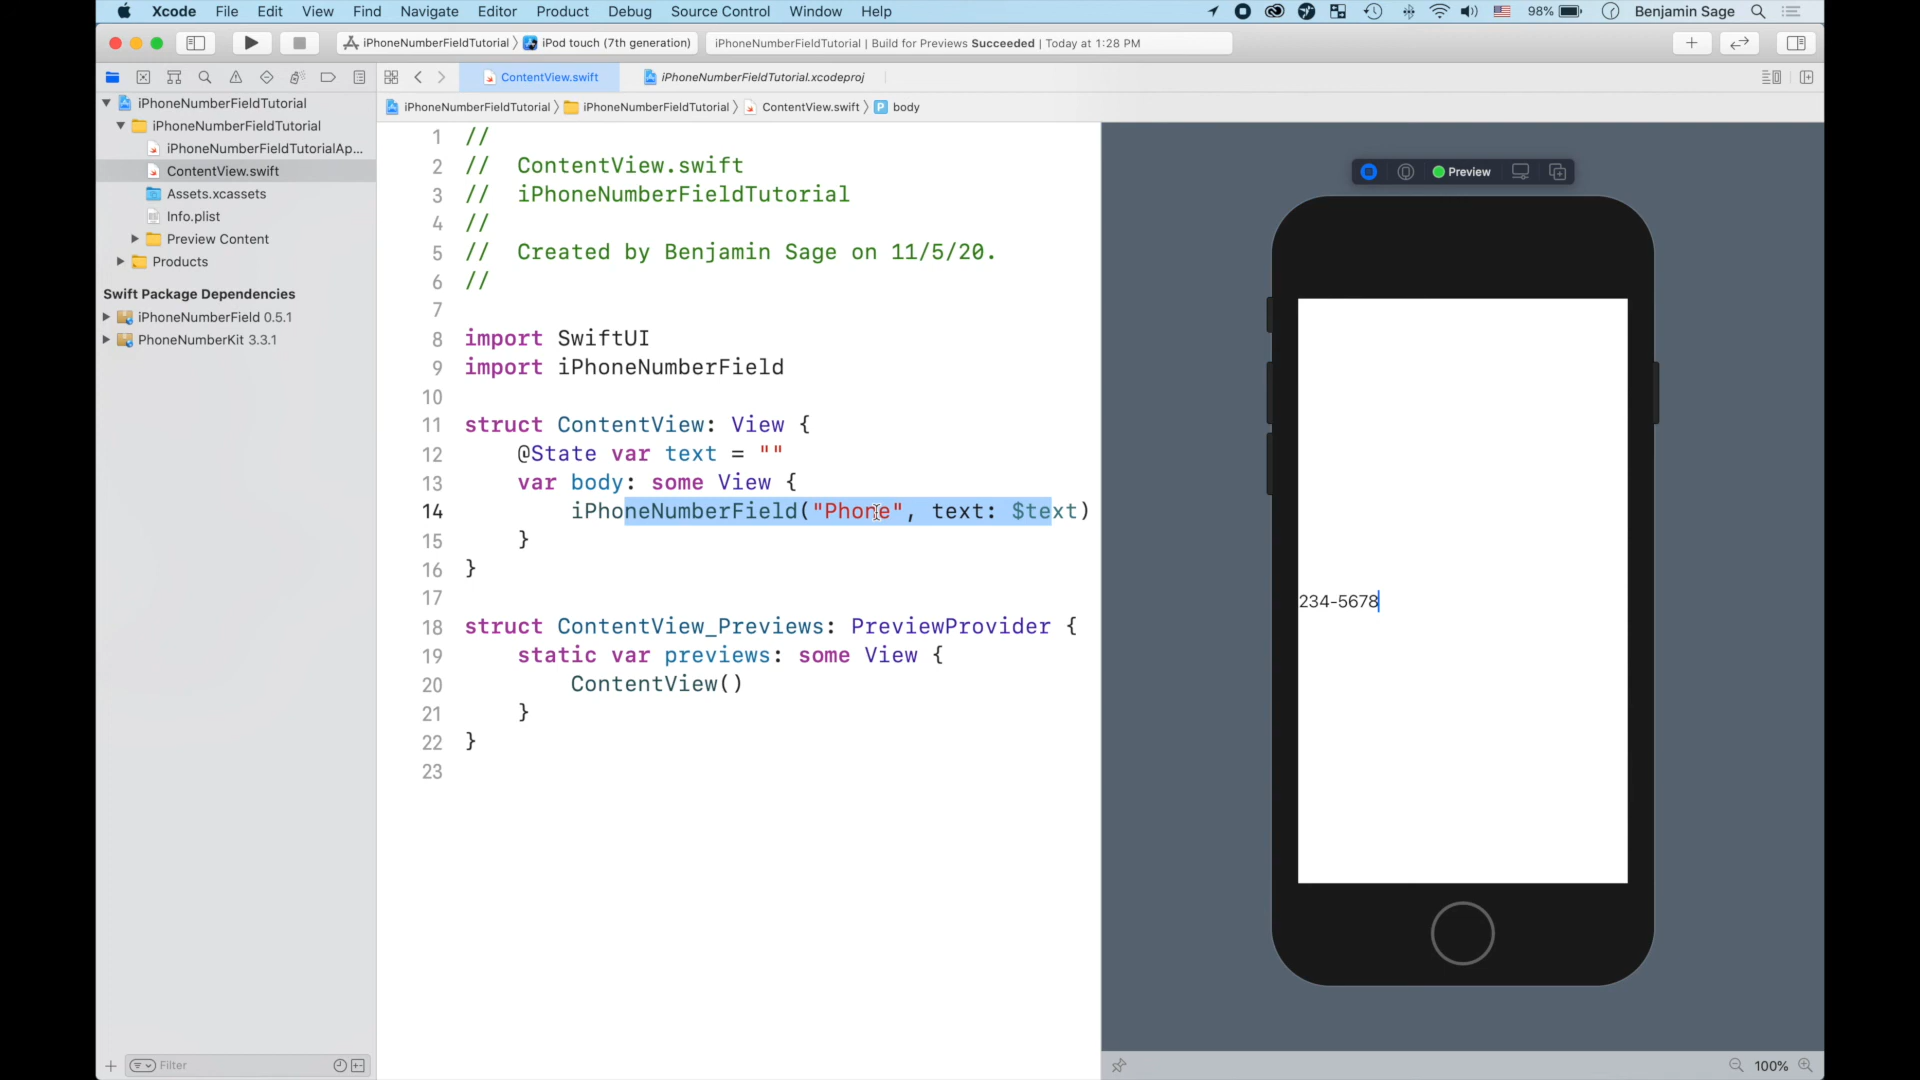 Xcode File Edit View Find Navigate Editor Product Debug Source Control Window Help 98% Benjamin Sage
iPhoneNumberFieldTutorial iPod touch (7th generation) iPhoneNumberFieldTutorial | Build for Previews Succeeded | Today at 1:28 PM
ContentView.swift iPhoneNumberFieldTutorial.xcodeproj
iPhoneNumberFieldTutorial iPhoneNumberFieldTutorial ContentView.swift P body
iPhoneNumberFieldTutorial
iPhoneNumberFieldTutorial
iPhoneNumberFieldTutorialAp...
ContentView.swift
Assets.xcassets
Info.plist
Preview Content
Products
Swift Package Dependencies
iPhoneNumberField 0.5.1
PhoneNumberKit 3.3.1
Filter
1 //
2 // ContentView.swift
3 // iPhoneNumberFieldTutorial
4 //
5 // Created by Benjamin Sage on 11/5/20.
6 //
7
8 import SwiftUI
9 import iPhoneNumberField
10
11 struct ContentView: View {
12 @State var text = ""
13 var body: some View {
14 iPhoneNumberField("Phone", text: $text)
15 }
16 }
17
18 struct ContentView_Previews: PreviewProvider {
19 static var previews: some View {
20 ContentView()
21 }
22 }
23
Preview
234-5678
100%